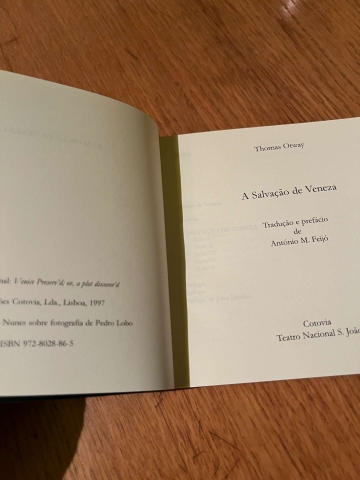 nal: Venice Preserv'd; or, a plot discover'd
ões Cotovia, Lda., Lisboa, 1997
Nunes sobre fotografia de Pedro Lobo
ISBN 972-8028-86-5
Thomas Otway
A Salvação de Veneza
Tradução e prefácio
de
António M. Feijó
Cotovia
Teatro Nacional S. João